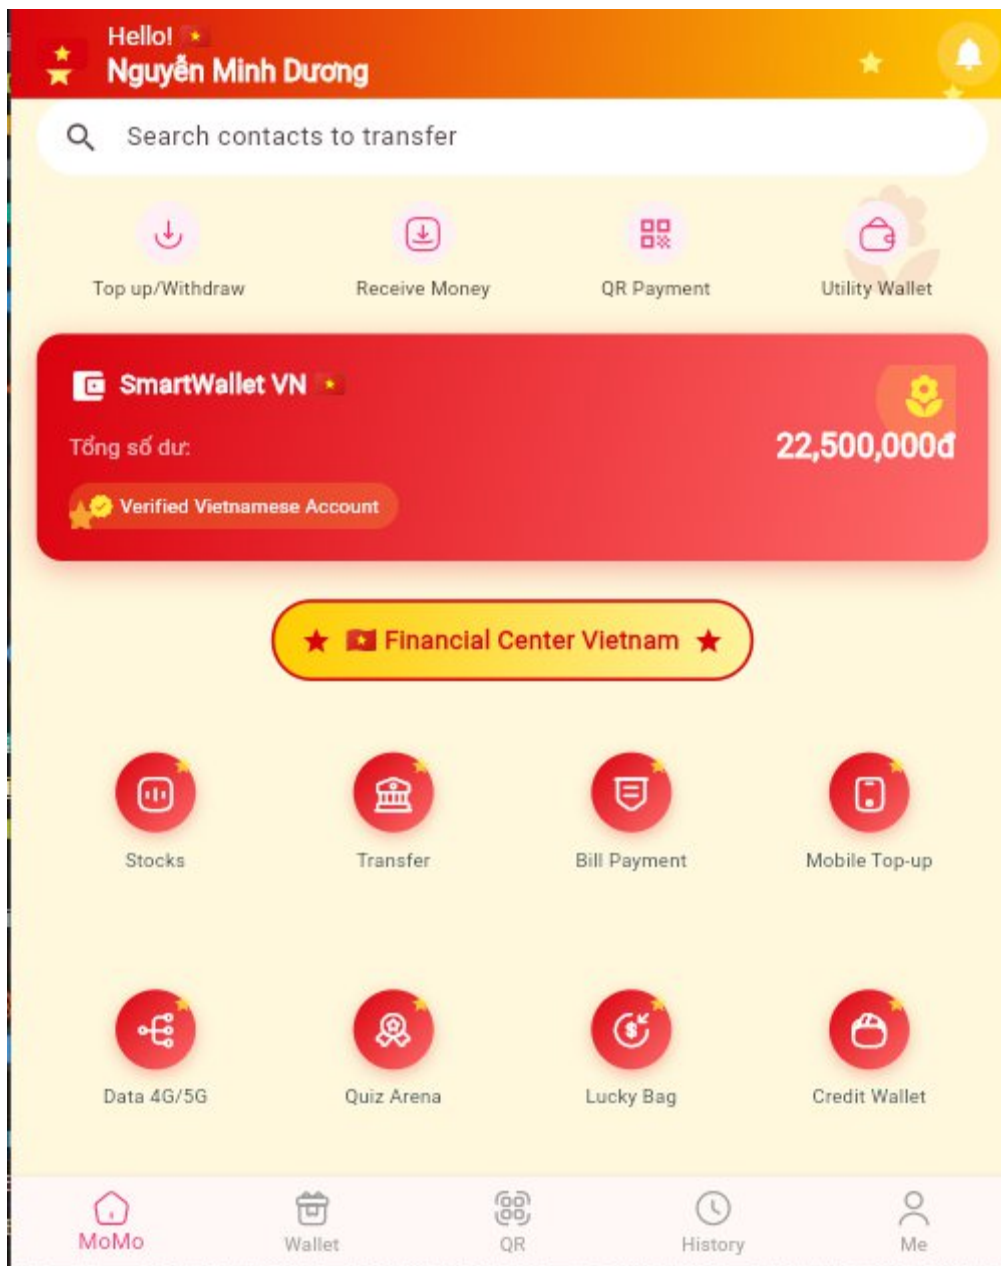 Hello! 🇻🇳
Nguyễn Minh Dương
Search contacts to transfer
Top up/Withdraw
Receive Money
QR Payment
Utility Wallet
SmartWallet VN 🇻🇳
Tổng số dư:
22,500,000đ
Verified Vietnamese Account
🇻🇳 Financial Center Vietnam
Stocks
Transfer
Bill Payment
Mobile Top-up
Data 4G/5G
Quiz Arena
Lucky Bag
Credit Wallet
MoMo
Wallet
QR
History
Me